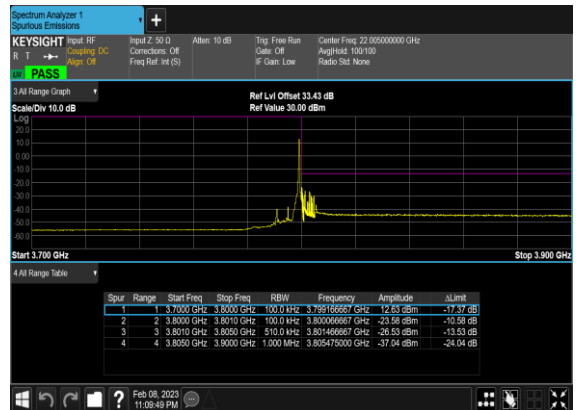 Spectrum Analyzer 1
Spurious Emissions
+
KEYSIGHT Input: RF Input Z: 50 Ω Atten: 10 dB Trig: Free Run Center Freq: 22.005000000 GHz
R T Coupling: DC Corrections: Off Gate: Off Avg|Hold: 100/100
Align: Off Freq Ref: Int (S) IF Gain: Low Radio Std: None
PASS
3 All Range Graph
Ref Lvl Offset 33.43 dB
Scale/Div 10.0 dB Ref Value 30.00 dBm
Log
20.0
10.0
0.00
-10.0
-20.0
-30.0
-40.0
-50.0
-60.0
Start 3.700 GHz Stop 3.900 GHz
4 All Range Table
Spur Range Start Freq Stop Freq RBW Frequency Amplitude ΔLimit
1 1 3.7000 GHz 3.8000 GHz 100.0 kHz 3.799166667 GHz 12.63 dBm -17.37 dB
2 2 3.8000 GHz 3.8010 GHz 100.0 kHz 3.800066667 GHz -23.58 dBm -10.58 dB
3 3 3.8010 GHz 3.8050 GHz 510.0 kHz 3.801466667 GHz -26.53 dBm -13.53 dB
4 4 3.8050 GHz 3.9000 GHz 1.000 MHz 3.805475000 GHz -37.04 dBm -24.04 dB
? Feb 08, 2023
11:09:49 PM